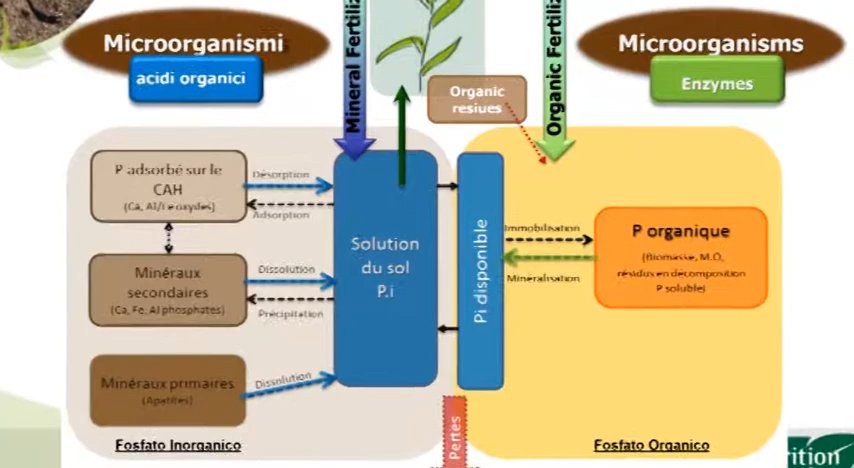 Microorganismi
acidi organici
Mineral Fertiliz
Organic
resiues
Organic Fertiliz
Microorganisms
Enzymes
P adsorbé sur le
CAH
(Ca, Al/Fe oxydes)
Désorption
Adsorption
Minéraux
secondaires
(Ca, Fe, Al phosphates)
Dissolution
Précipitation
Minéraux primaires
(Apatites)
Dissolution
Solution
du sol
P.i
Pi disponible
Immobilisation
Minéralisation
P organique
(Biomasse, M.O,
résidus en décomposition
P soluble)
Pertes
Fosfato Inorganico
Fosfato Organico
rition